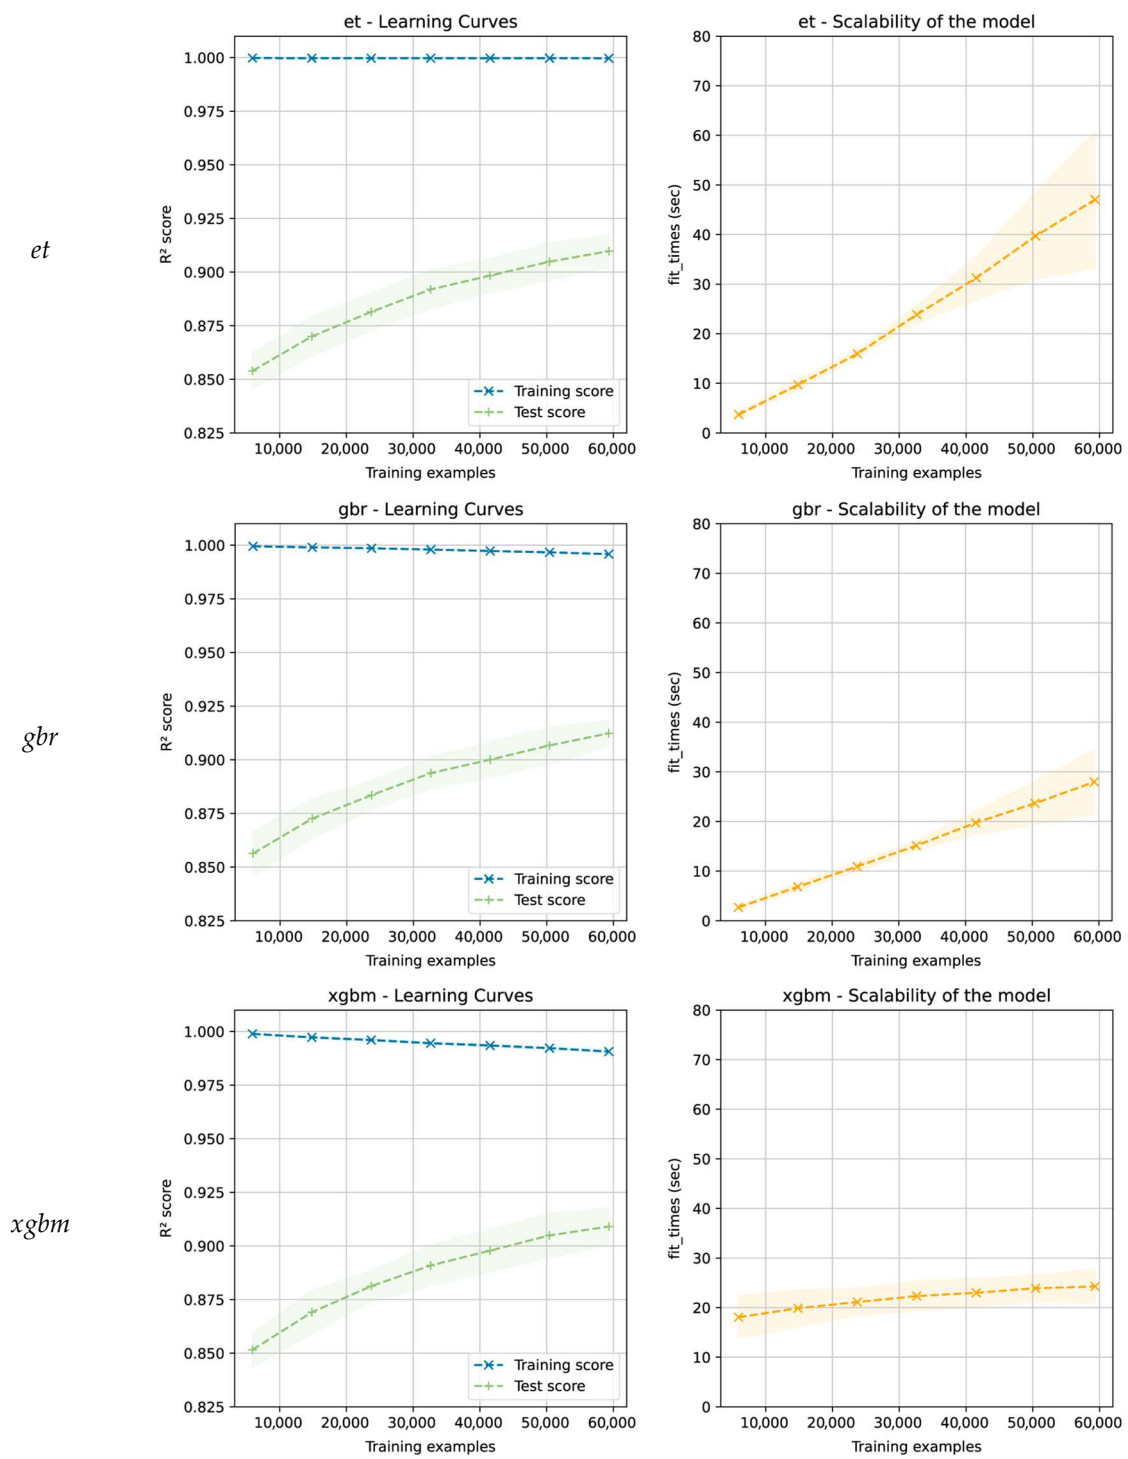 et - Learning Curves
1.000
0.975
0.950
0.925
0.900
0.875
0.850
0.825
R² score
Training score
Test score
10,000 20,000 30,000 40,000 50,000 60,000
Training examples
et - Scalability of the model
80
70
60
50
40
30
20
10
0
fit_times (sec)
10,000 20,000 30,000 40,000 50,000 60,000
Training examples
et
gbr - Learning Curves
1.000
0.975
0.950
0.925
0.900
0.875
0.850
0.825
R² score
Training score
Test score
10,000 20,000 30,000 40,000 50,000 60,000
Training examples
gbr - Scalability of the model
80
70
60
50
40
30
20
10
0
fit_times (sec)
10,000 20,000 30,000 40,000 50,000 60,000
Training examples
gbr
xgbm - Learning Curves
1.000
0.975
0.950
0.925
0.900
0.875
0.850
0.825
R² score
Training score
Test score
10,000 20,000 30,000 40,000 50,000 60,000
Training examples
xgbm - Scalability of the model
80
70
60
50
40
30
20
10
0
fit_times (sec)
10,000 20,000 30,000 40,000 50,000 60,000
Training examples
xgbm